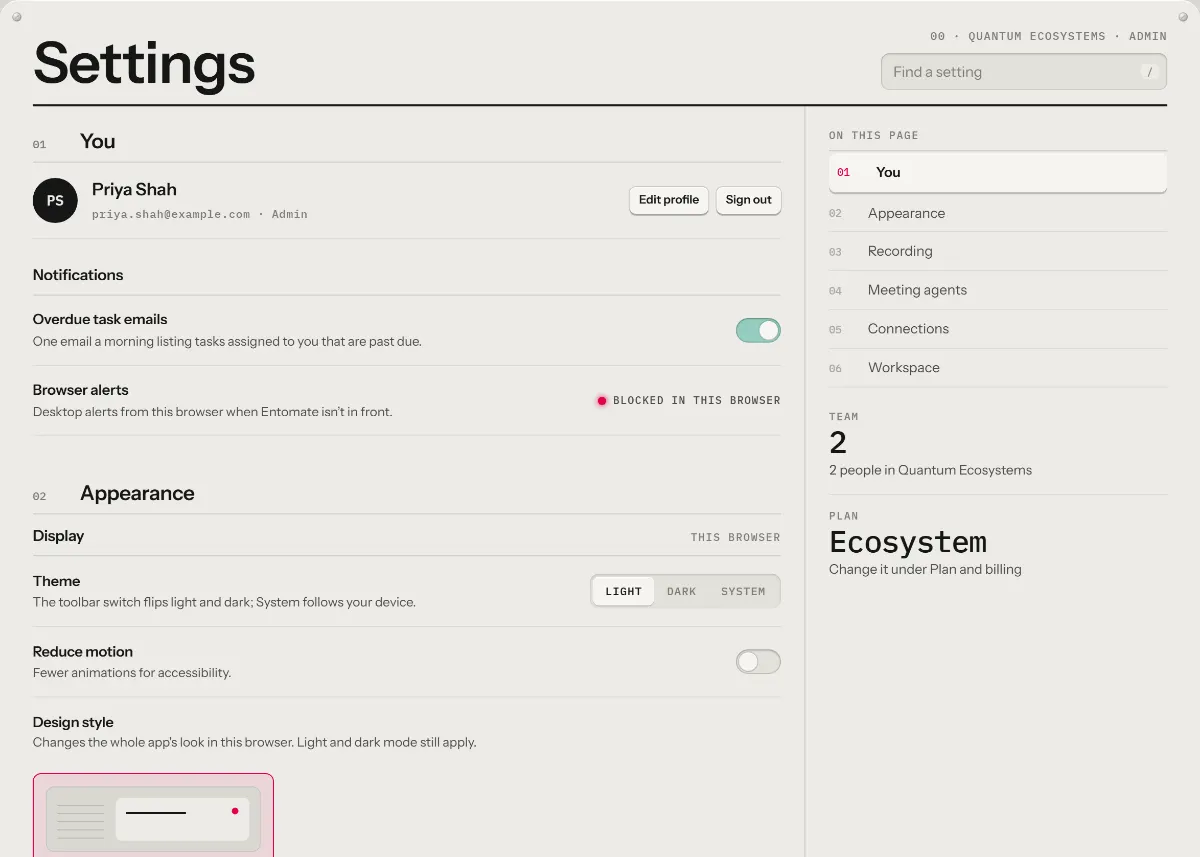 00 · QUANTUM ECOSYSTEMS · ADMIN
Settings
Find a setting /
01 You
PS
Priya Shah
priya.shah@example.com · Admin
Edit profile
Sign out
Notifications
Overdue task emails
One email a morning listing tasks assigned to you that are past due.
Browser alerts
Desktop alerts from this browser when Entomate isn't in front.
BLOCKED IN THIS BROWSER
02 Appearance
Display
THIS BROWSER
Theme
The toolbar switch flips light and dark; System follows your device.
LIGHT DARK SYSTEM
Reduce motion
Fewer animations for accessibility.
Design style
Changes the whole app's look in this browser. Light and dark mode still apply.
ON THIS PAGE
01 You
02 Appearance
03 Recording
04 Meeting agents
05 Connections
06 Workspace
TEAM
2
2 people in Quantum Ecosystems
PLAN
Ecosystem
Change it under Plan and billing